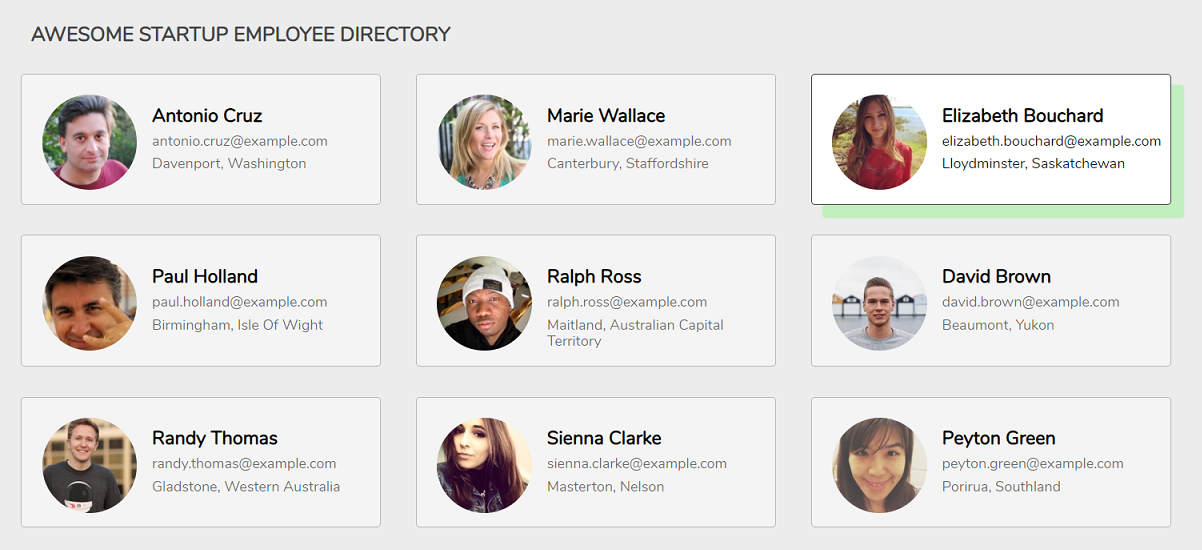 AWESOME STARTUP EMPLOYEE DIRECTORY
Antonio Cruz
antonio.cruz@example.com
Davenport, Washington
Marie Wallace
marie.wallace@example.com
Canterbury, Staffordshire
Elizabeth Bouchard
elizabeth.bouchard@example.com
Lloydminster, Saskatchewan
Paul Holland
paul.holland@example.com
Birmingham, Isle Of Wight
Ralph Ross
ralph.ross@example.com
Maitland, Australian Capital
Territory
David Brown
david.brown@example.com
Beaumont, Yukon
Randy Thomas
randy.thomas@example.com
Gladstone, Western Australia
Sienna Clarke
sienna.clarke@example.com
Masterton, Nelson
Peyton Green
peyton.green@example.com
Porirua, Southland